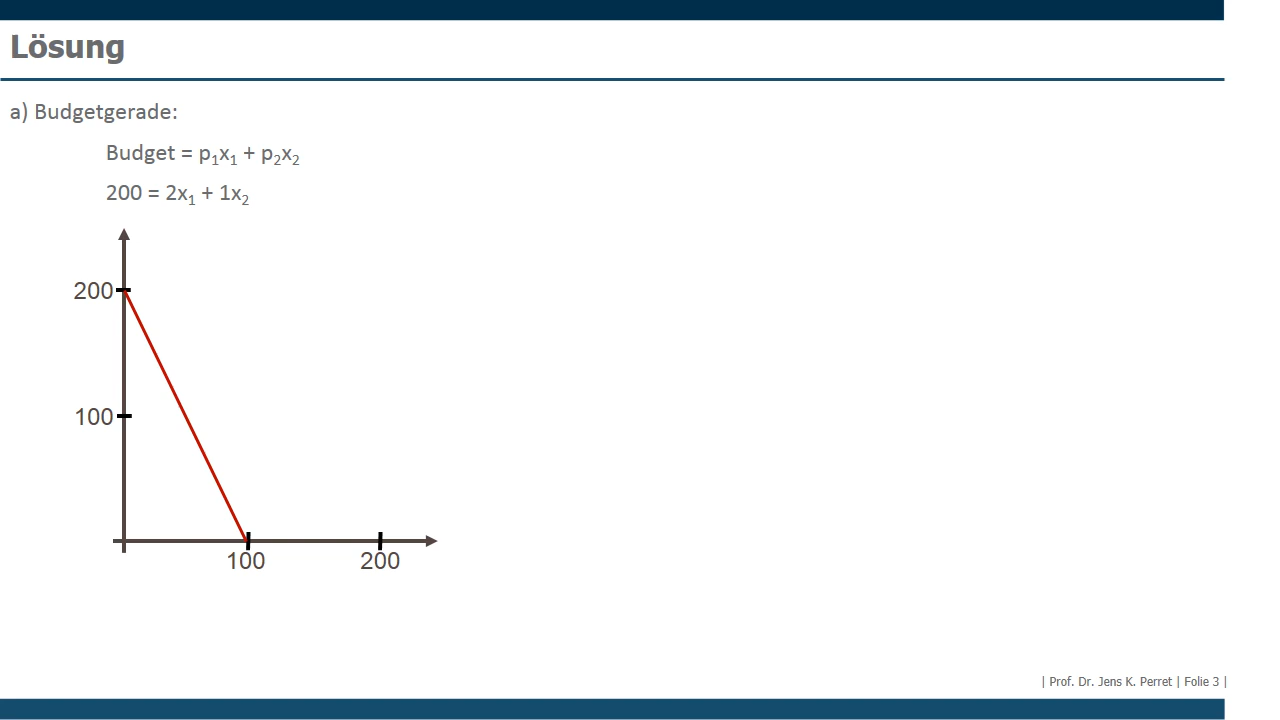 Lösung
a) Budgetgerade:
Budget = p₁x₁ + p₂x₂
200 = 2x₁ + 1x₂
200
100
100
200
| Prof. Dr. Jens K. Perret | Folie 3 |